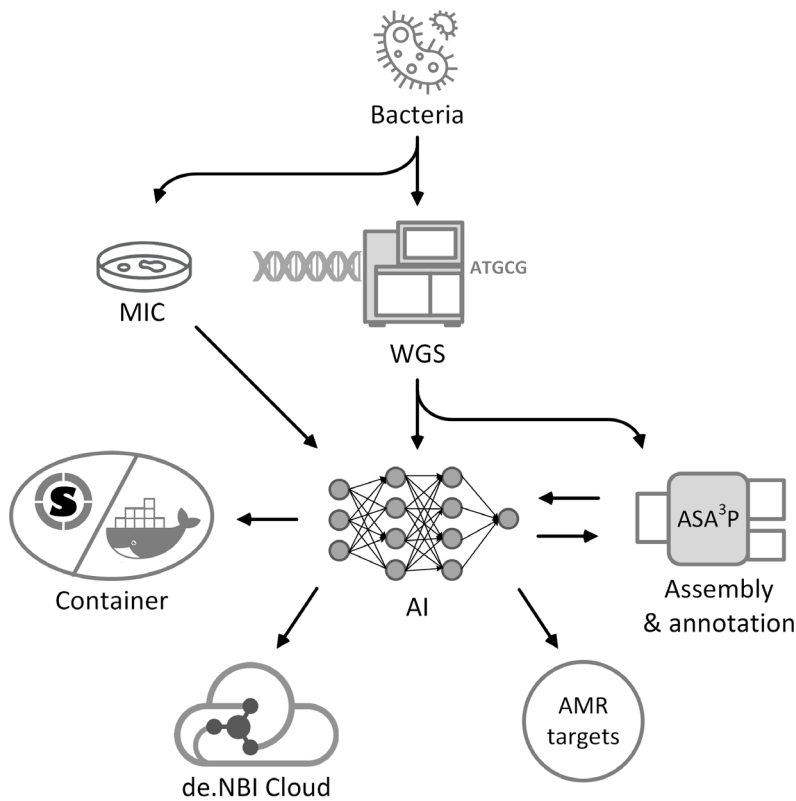 Bacteria
ATGCG
MIC
WGS
S
ASA³P
Container
AI
Assembly
& annotation
AMR
targets
de.NBI Cloud